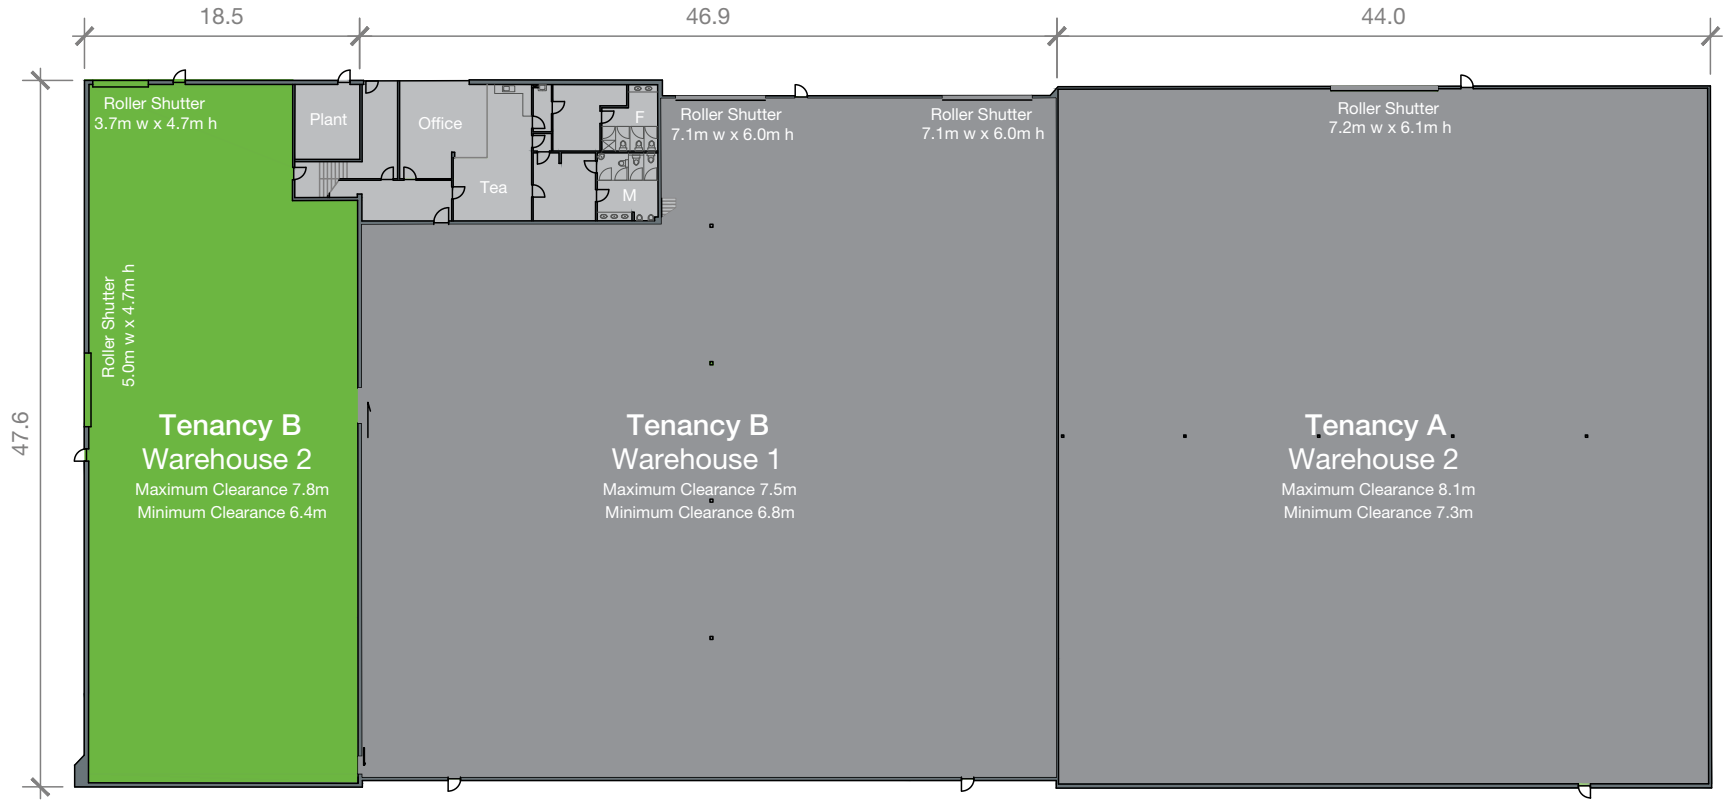 18.5
46.9
44.0
47.6
Roller Shutter
3.7m w x 4.7m h
Plant
Office
Tea
F
M
Roller Shutter
7.1m w x 6.0m h
Roller Shutter
7.1m w x 6.0m h
Roller Shutter
7.2m w x 6.1m h
Roller Shutter
5.0m w x 4.7m h
Tenancy B
Warehouse 2
Maximum Clearance 7.8m
Minimum Clearance 6.4m
Tenancy B
Warehouse 1
Maximum Clearance 7.5m
Minimum Clearance 6.8m
Tenancy A
Warehouse 2
Maximum Clearance 8.1m
Minimum Clearance 7.3m